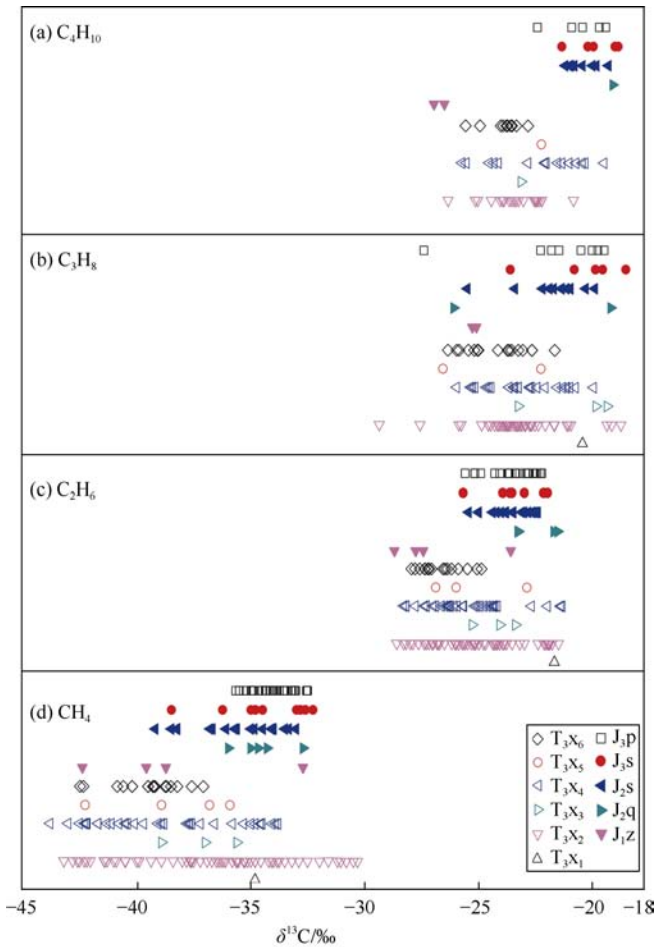 (a) C₄H₁₀
(b) C₃H₈
(c) C₂H₆
(d) CH₄
T₃x₆ J₃p
T₃x₅ J₃s
T₃x₄ J₂s
T₃x₃ J₂q
T₃x₂ J₁z
T₃x₁
−45 −40 −35 −30 −25 −20 −18
δ¹³C/‰